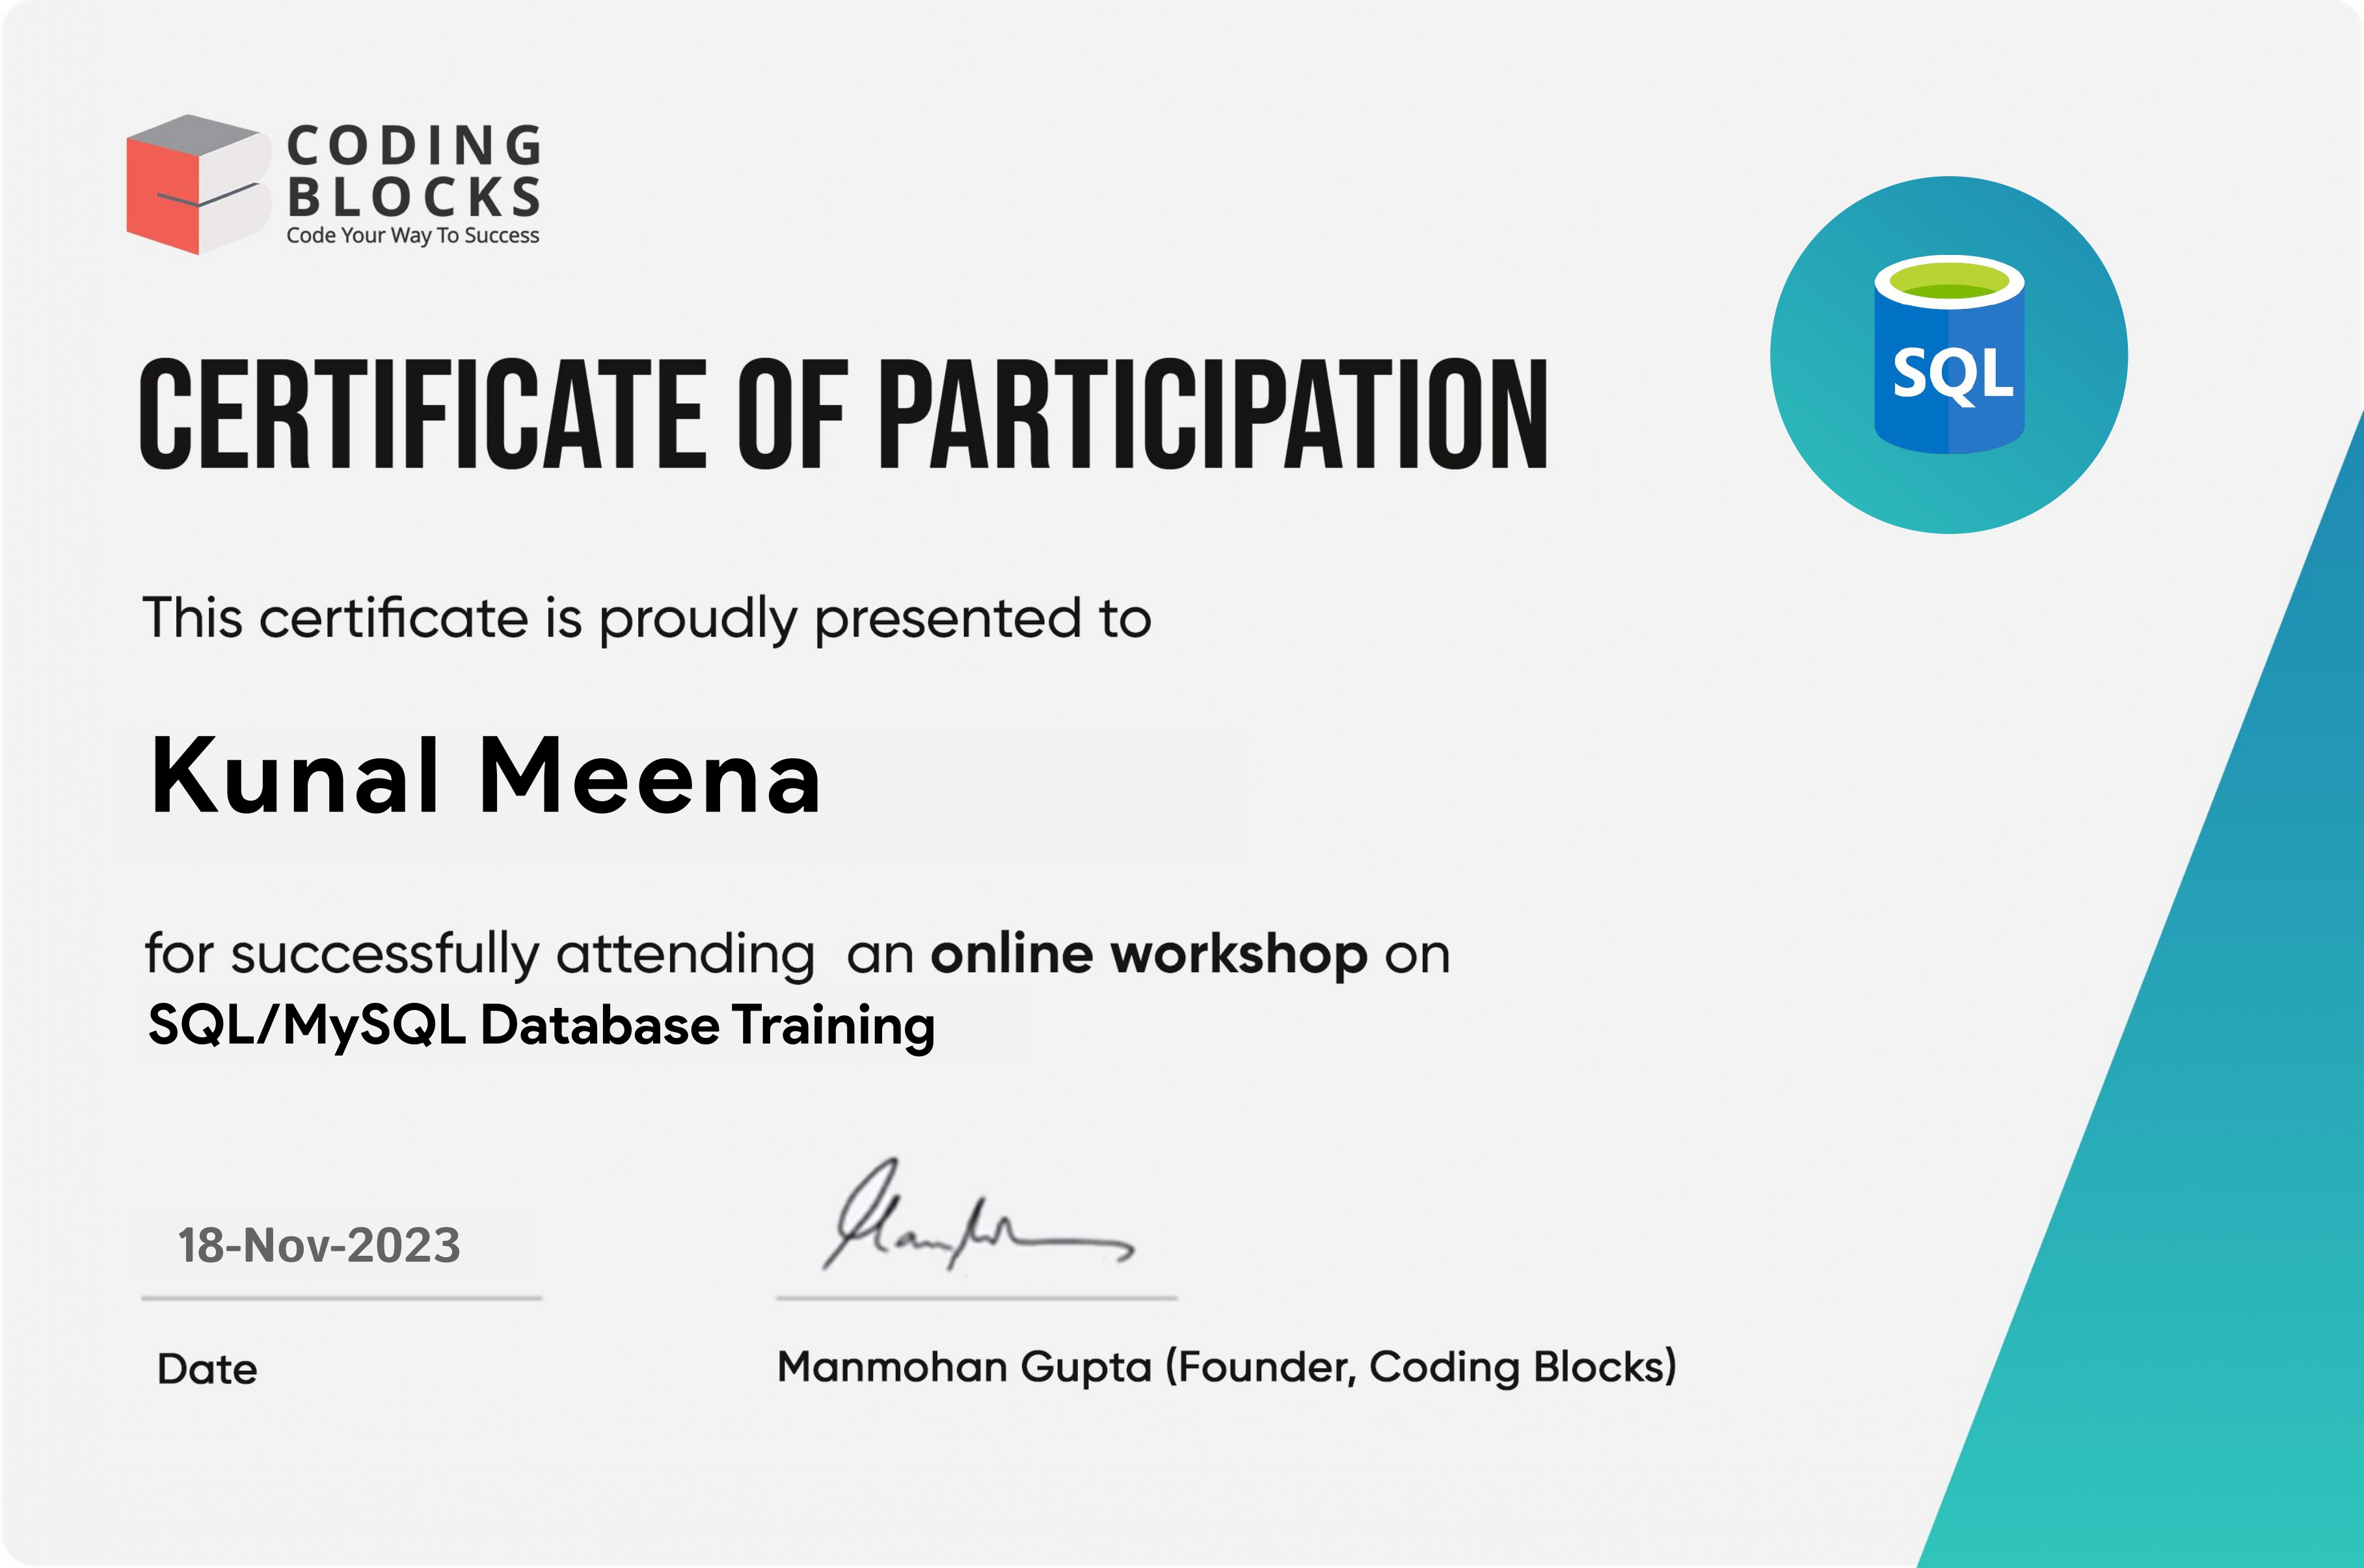 CODING
BLOCKS
Code Your Way To Success
SQL
CERTIFICATE OF PARTICIPATION
This certificate is proudly presented to
Kunal Meena
for successfully attending an online workshop on
SQL/MySQL Database Training
18-Nov-2023
Date
Manmohan Gupta (Founder, Coding Blocks)